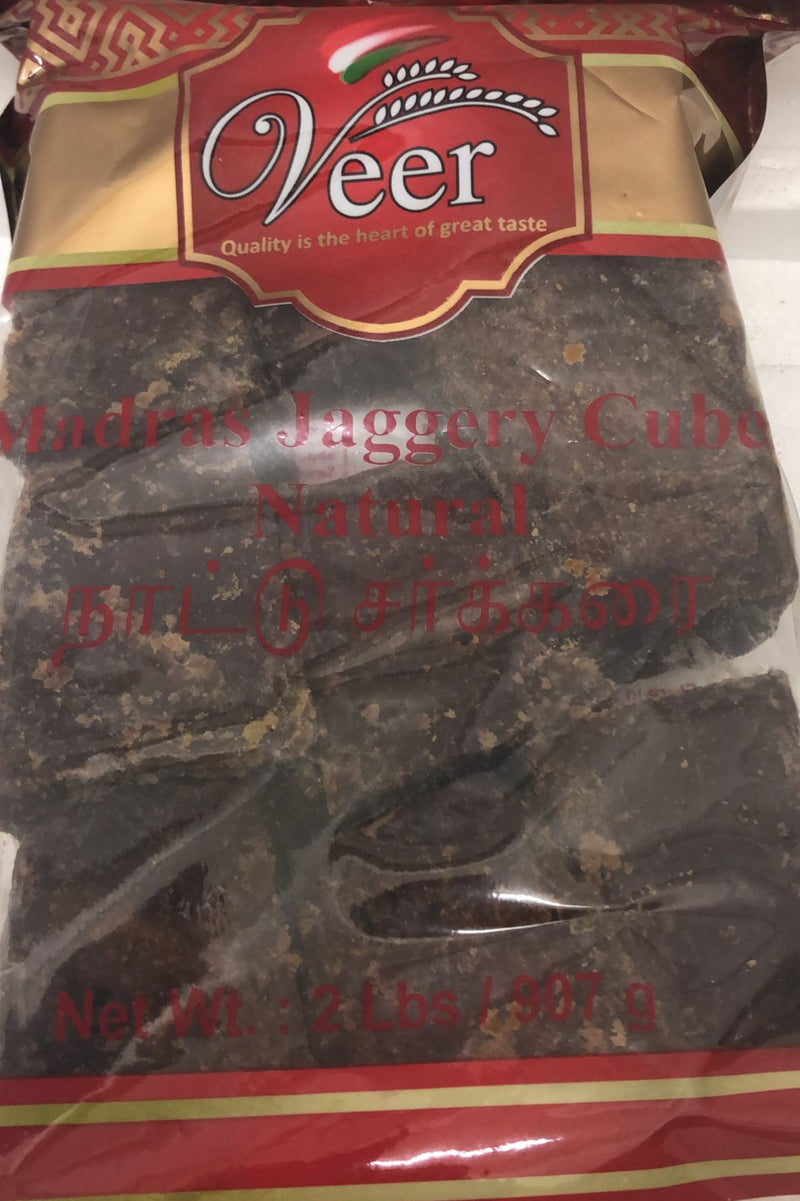 Veer
Quality is the heart of great taste
Madras Jaggery Cube
Natural
நாட்டு சர்க்கரை
Net Wt. : 2 Lbs / 907 g